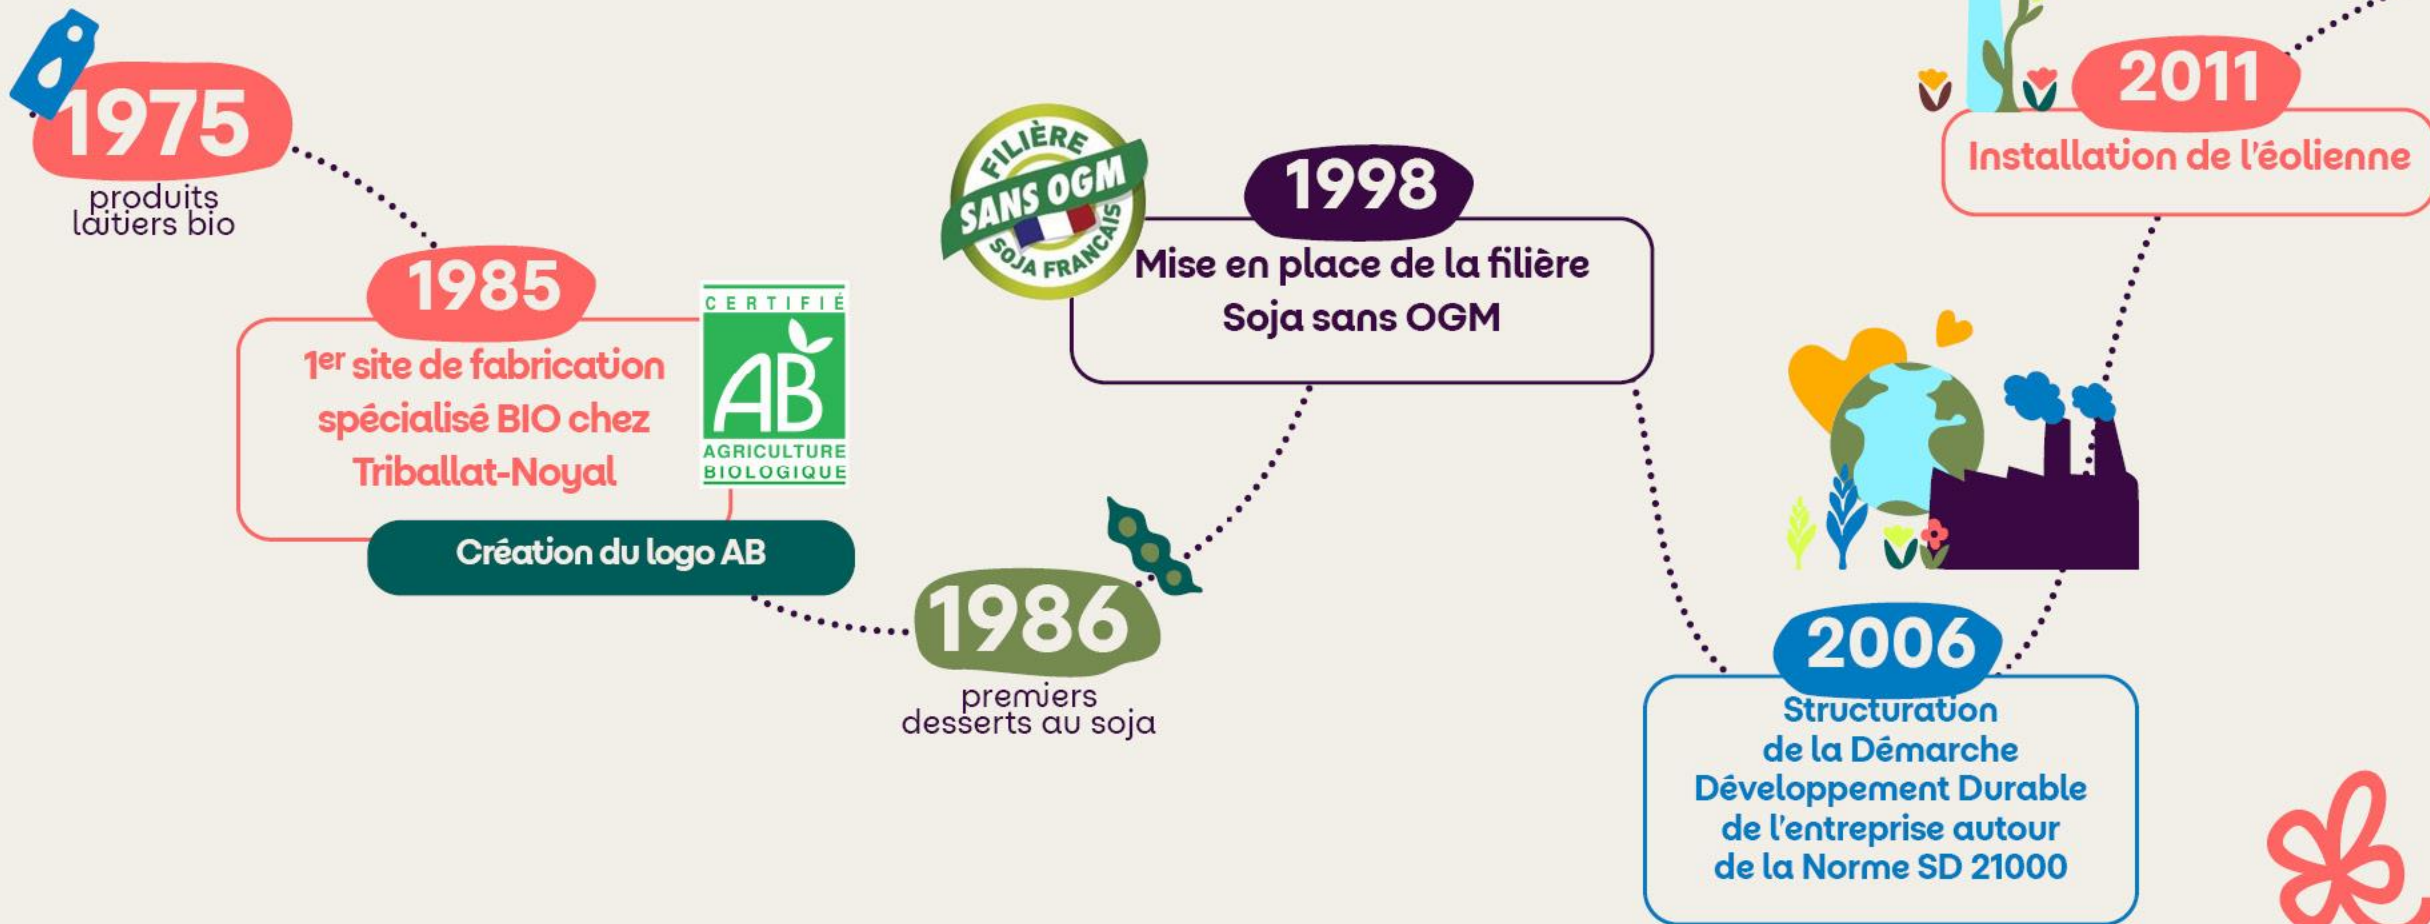 1975
produits
laitiers bio
1985
1er site de fabrication
spécialisé BIO chez
Triballat-Noyal
CERTIFIÉ
AB
AGRICULTURE
BIOLOGIQUE
Création du logo AB
1986
premiers
desserts au soja
FILIÈRE
SANS OGM
SOJA FRANÇAIS
1998
Mise en place de la filière
Soja sans OGM
2006
Structuration
de la Démarche
Développement Durable
de l'entreprise autour
de la Norme SD 21000
2011
Installation de l'éolienne